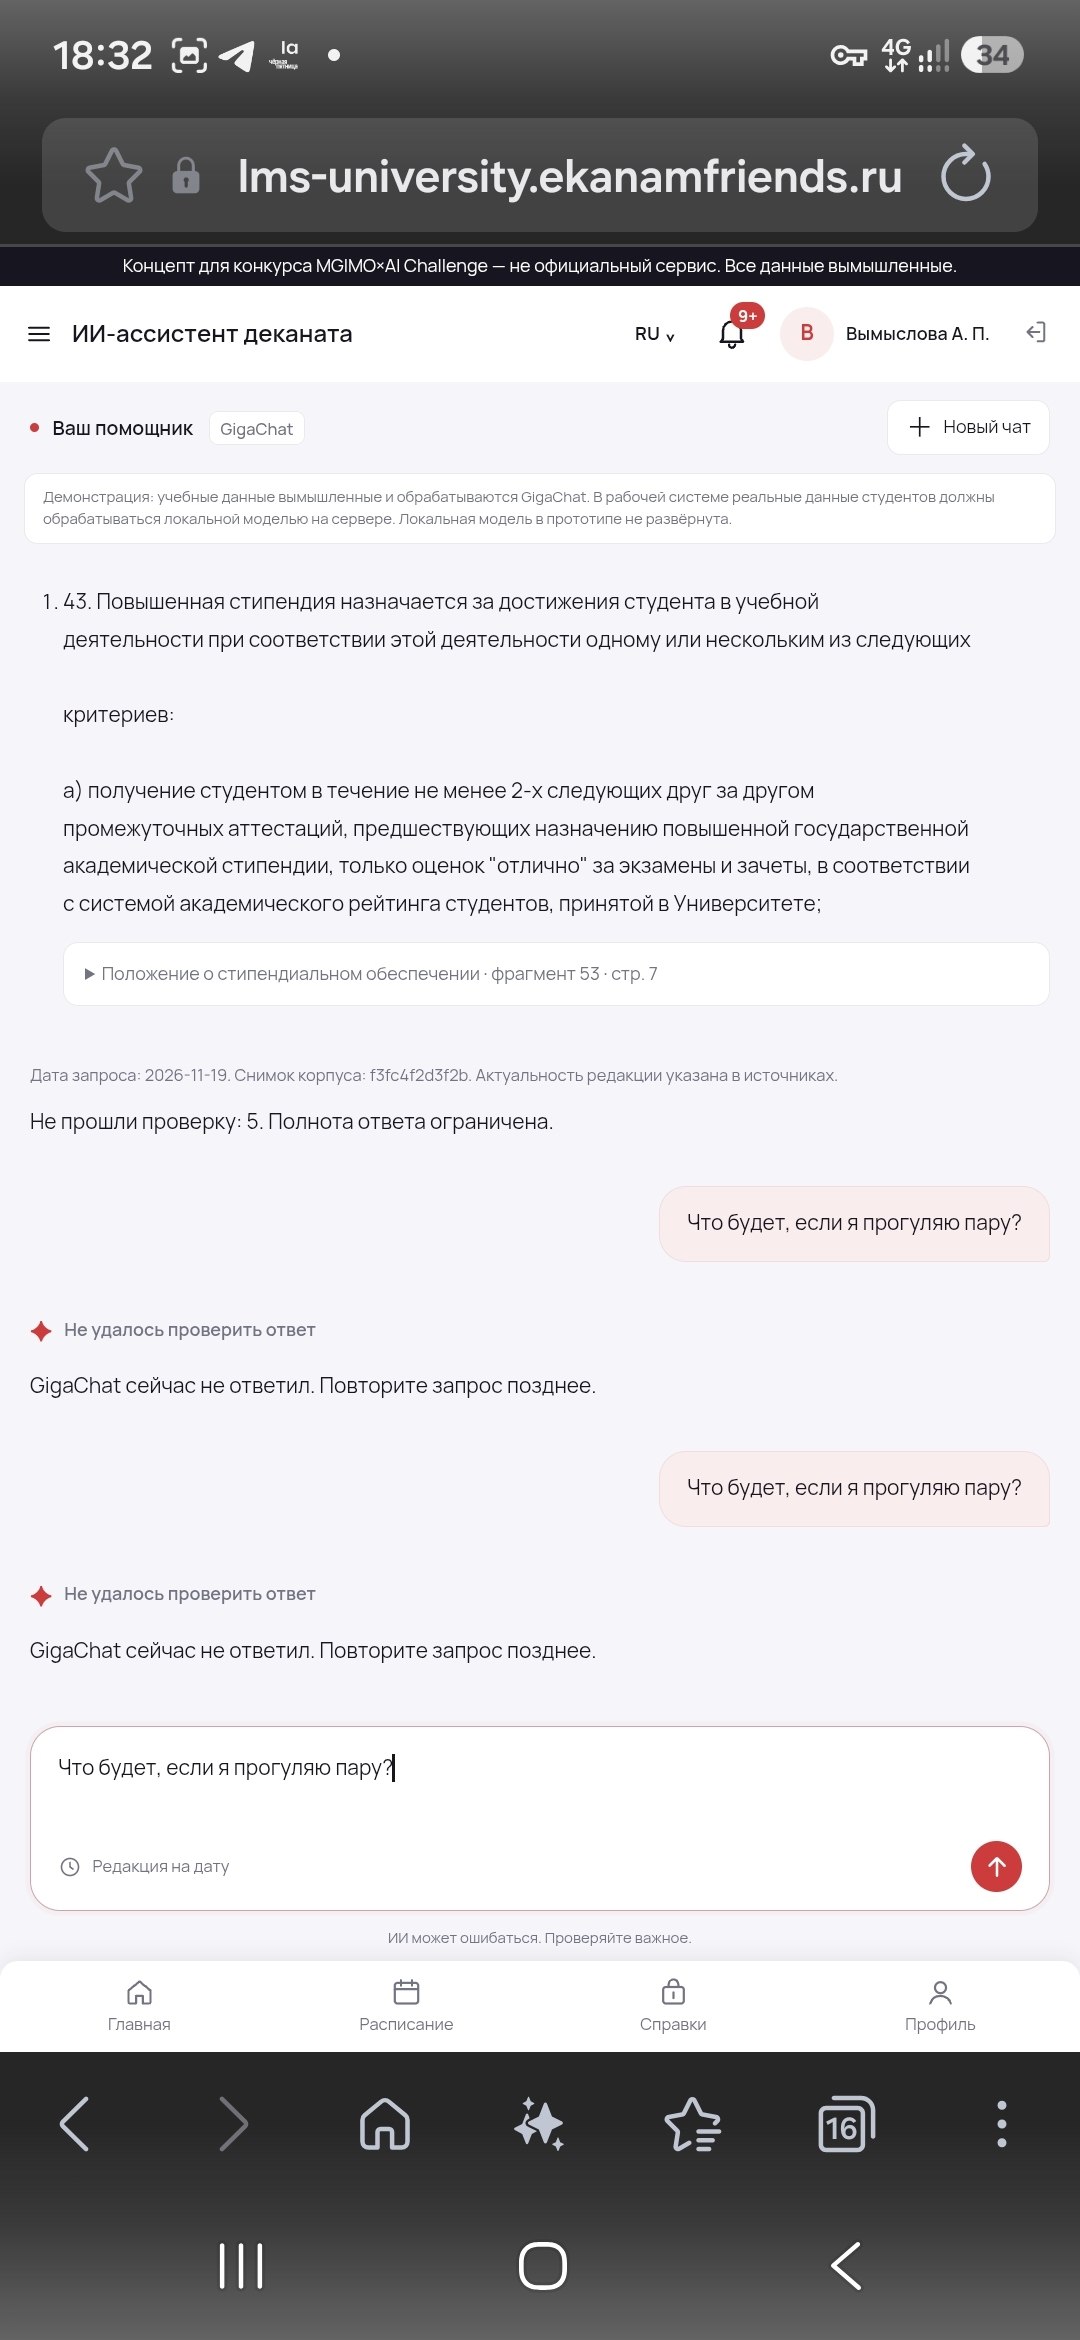 18:32
la
чёрная
пятница
4G
34
lms-university.ekanamfriends.ru
Концепт для конкурса MGIMO×AI Challenge — не официальный сервис. Все данные вымышленные.
ИИ-ассистент деканата
RU
9+
В
Вымыслова А. П.
Ваш помощник
GigaChat
Новый чат
Демонстрация: учебные данные вымышленные и обрабатываются GigaChat. В рабочей системе реальные данные студентов должны
обрабатываться локальной моделью на сервере. Локальная модель в прототипе не развёрнута.
1. 43. Повышенная стипендия назначается за достижения студента в учебной
деятельности при соответствии этой деятельности одному или нескольким из следующих
критериев:
а) получение студентом в течение не менее 2-х следующих друг за другом
промежуточных аттестаций, предшествующих назначению повышенной государственной
академической стипендии, только оценок "отлично" за экзамены и зачеты, в соответствии
с системой академического рейтинга студентов, принятой в Университете;
Положение о стипендиальном обеспечении · фрагмент 53 · стр. 7
Дата запроса: 2026-11-19. Снимок корпуса: f3fc4f2d3f2b. Актуальность редакции указана в источниках.
Не прошли проверку: 5. Полнота ответа ограничена.
Что будет, если я прогуляю пару?
Не удалось проверить ответ
GigaChat сейчас не ответил. Повторите запрос позднее.
Что будет, если я прогуляю пару?
Не удалось проверить ответ
GigaChat сейчас не ответил. Повторите запрос позднее.
Что будет, если я прогуляю пару?
Редакция на дату
ИИ может ошибаться. Проверяйте важное.
Главная
Расписание
Справки
Профиль
16